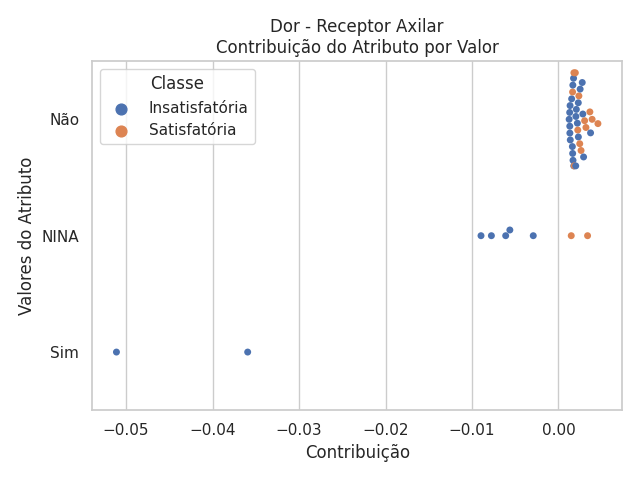 Dor - Receptor Axilar
Contribuição do Atributo por Valor
Classe
Insatisfatória
Satisfatória
Valores do Atributo
Não
NINA
Sim
−0.05
−0.04
−0.03
−0.02
−0.01
0.00
Contribuição